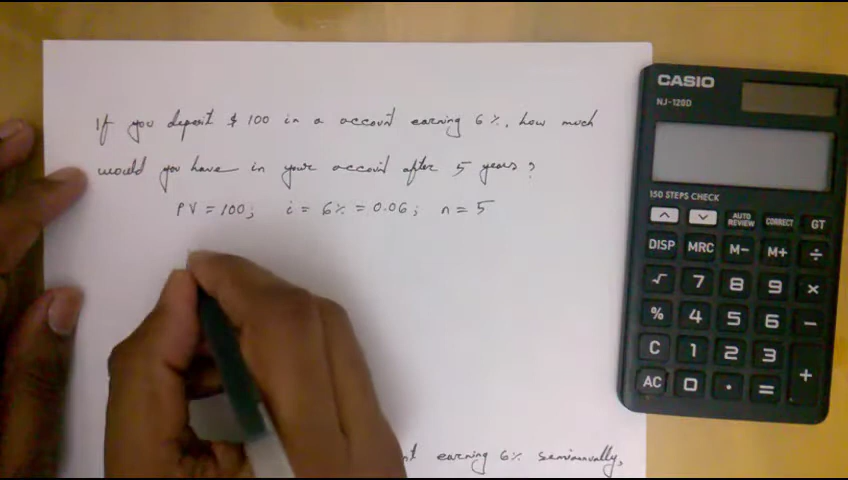 If you deposit $ 100 in a account earning 6%, how much
would you have in your account after 5 years?
PV = 100; i = 6% = 0.06; n = 5
earning 6% semiannually,
CASIO
NJ-120D
150 STEPS CHECK
AUTO REVIEW CORRECT GT
DISP MRC M- M+ ÷
√ 7 8 9 ×
% 4 5 6 −
C 1 2 3 +
AC 0 . =